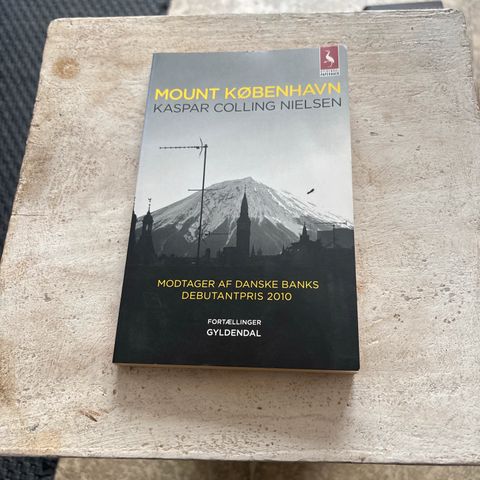 MOUNT KØBENHAVN
KASPAR COLLING NIELSEN
MODTAGER AF DANSKE BANKS
DEBUTANTPRIS 2010
FORTÆLLINGER
GYLDENDAL